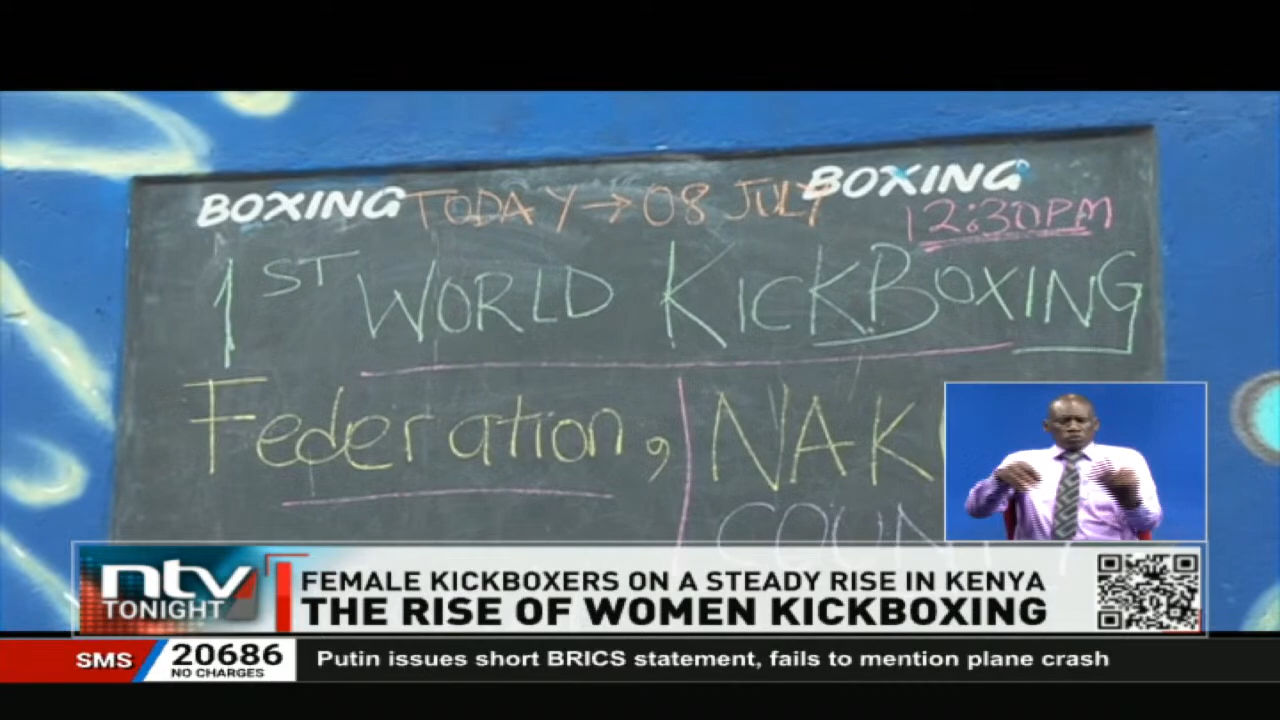 BOXING TODAY → 08 JULY BOXING
12:30PM
1ST WORLD KICKBOXING
Federation, NAK
COUN
ntv
TONIGHT
FEMALE KICKBOXERS ON A STEADY RISE IN KENYA
THE RISE OF WOMEN KICKBOXING
SMS 20686
NO CHARGES
Putin issues short BRICS statement, fails to mention plane crash